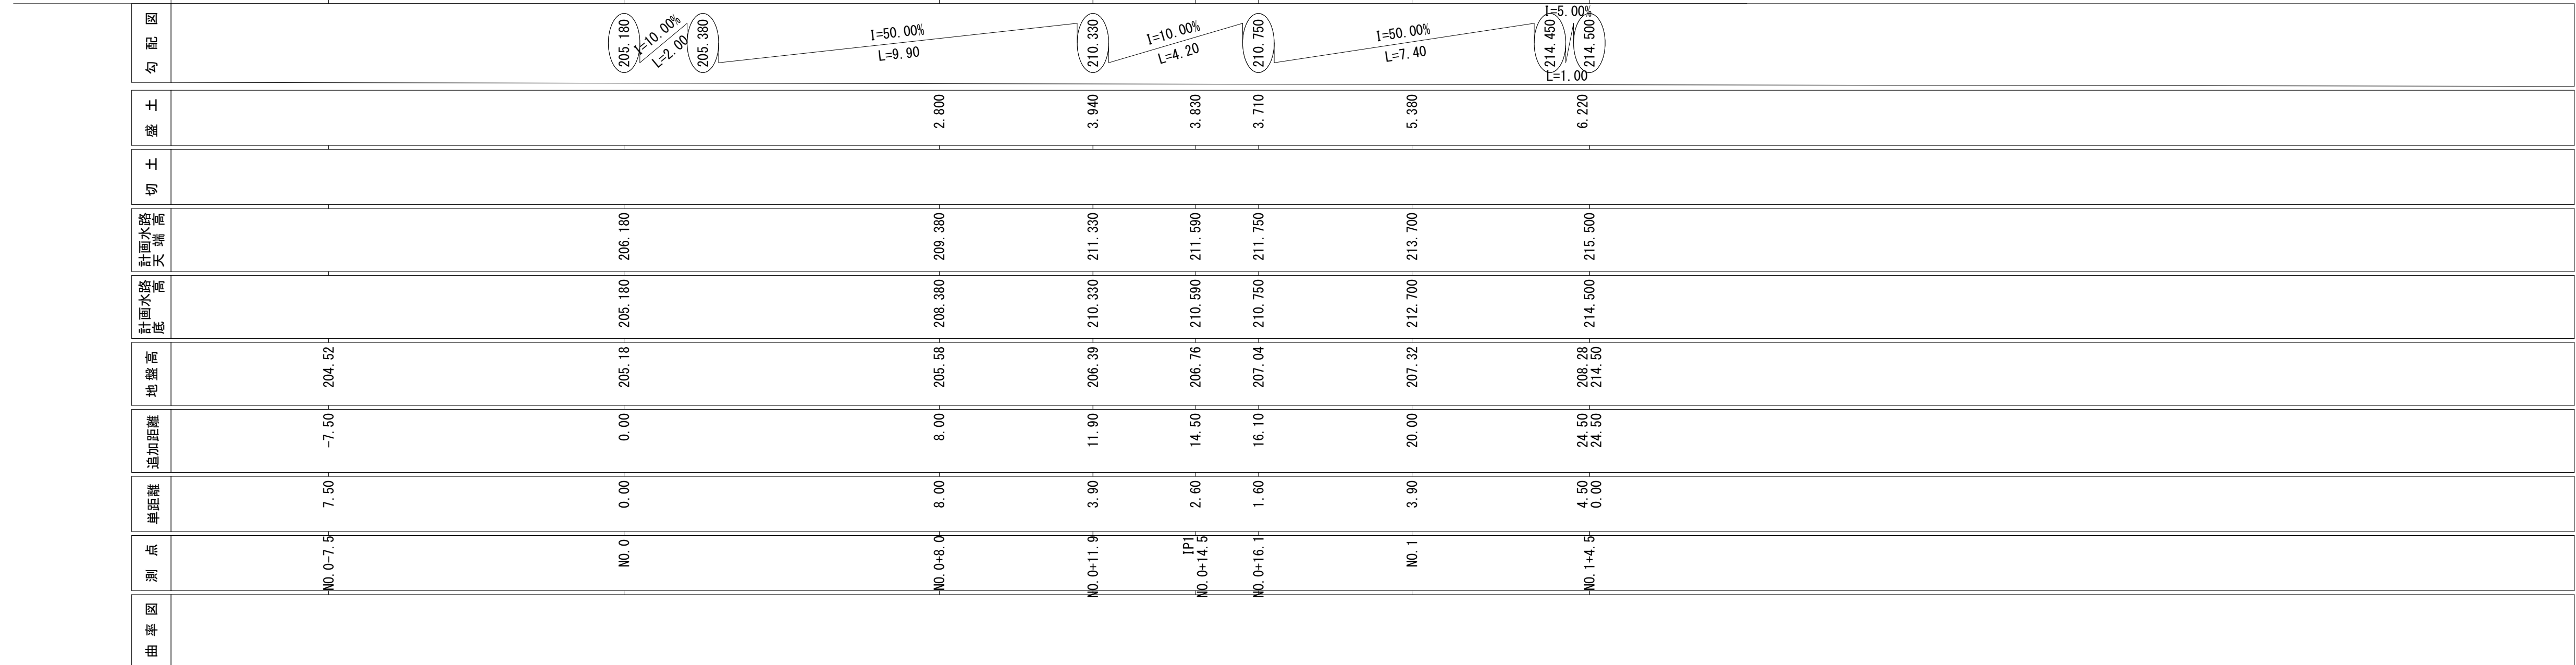 勾 配 図
205.180
I=10.00%
L=2.00
205.380
I=50.00%
L=9.90
210.330
I=10.00%
L=4.20
210.750
I=50.00%
L=7.40
214.450
I=5.00%
L=1.00
214.500
盛 土
2.800
3.940
3.830
3.710
5.380
6.220
切 土
計画水路
天 端 高
206.180
209.380
211.330
211.590
211.750
213.700
215.500
計画水路
底 高
205.180
208.380
210.330
210.590
210.750
212.700
214.500
地 盤 高
204.52
205.18
205.58
206.39
206.76
207.04
207.32
208.28
214.50
追加距離
-7.50
0.00
8.00
11.90
14.50
16.10
20.00
24.50
24.50
単距離
7.50
0.00
8.00
3.90
2.60
1.60
3.90
4.50
0.00
測 点
NO.0-7.5
NO.0
NO.0+8.0
NO.0+11.9
IP1
NO.0+14.5
NO.0+16.1
NO.1
NO.1+4.5
曲 率 図